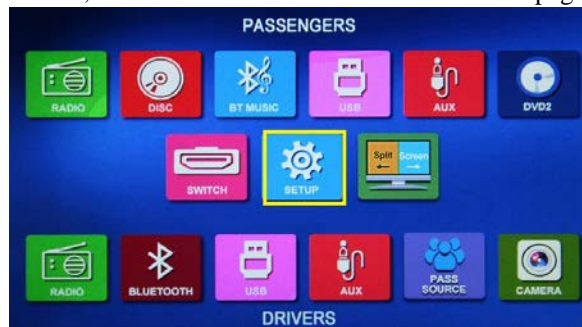 PASSENGERS
RADIO
DISC
BT MUSIC
USB
AUX
DVD2
SWITCH
SETUP
Split Screen
RADIO
BLUETOOTH
USB
AUX
PASS
SOURCE
CAMERA
DRIVERS